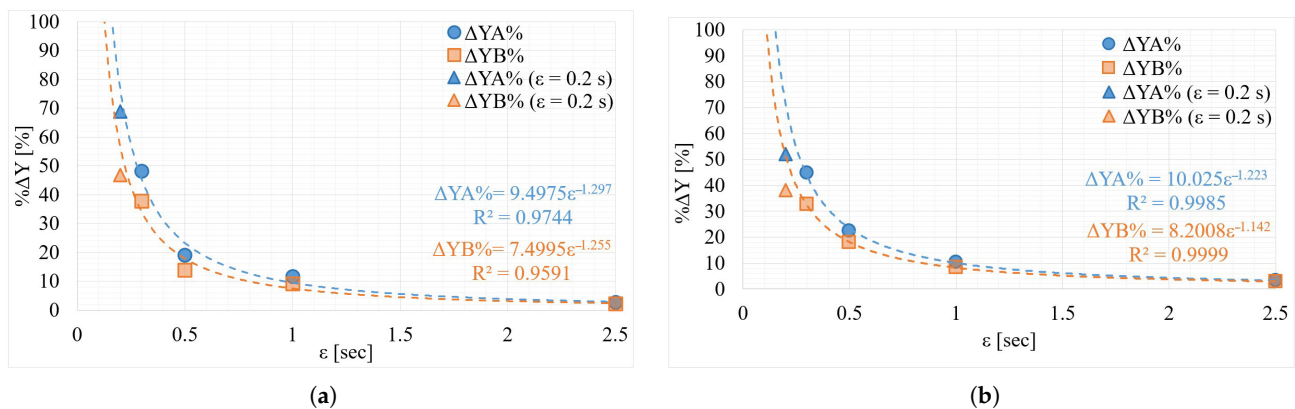 100
90
80
70
60
50
40
30
20
10
0
%ΔY [%]
0
0.5
1
1.5
2
2.5
ε [sec]
ΔYA%
ΔYB%
ΔYA% (ε = 0.2 s)
ΔYB% (ε = 0.2 s)
ΔYA%= 9.4975ε⁻¹·²⁹⁷
R² = 0.9744
ΔYB%= 7.4995ε⁻¹·²⁵⁵
R² = 0.9591
(a)
100
90
80
70
60
50
40
30
20
10
0
%ΔY [%]
0
0.5
1
1.5
2
2.5
ε [sec]
ΔYA%
ΔYB%
ΔYA% (ε = 0.2 s)
ΔYB% (ε = 0.2 s)
ΔYA% = 10.025ε⁻¹·²²³
R² = 0.9985
ΔYB% = 8.2008ε⁻¹·¹⁴²
R² = 0.9999
(b)